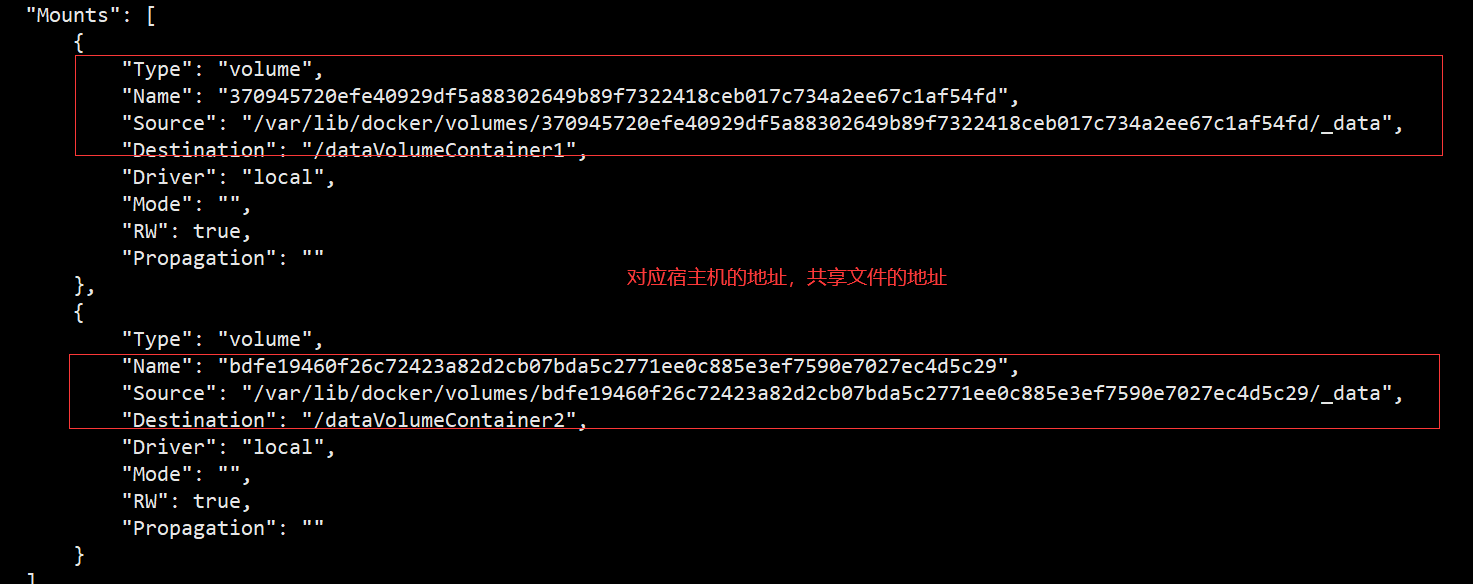 "Mounts": [
{
"Type": "volume",
"Name": "370945720efe40929df5a88302649b89f7322418ceb017c734a2ee67c1af54fd",
"Source": "/var/lib/docker/volumes/370945720efe40929df5a88302649b89f7322418ceb017c734a2ee67c1af54fd/_data",
"Destination": "/dataVolumeContainer1",
"Driver": "local",
"Mode": "",
"RW": true,
"Propagation": ""
对应宿主机的地址，共享文件的地址
},
{
"Type": "volume",
"Name": "bdfe19460f26c72423a82d2cb07bda5c2771ee0c885e3ef7590e7027ec4d5c29",
"Source": "/var/lib/docker/volumes/bdfe19460f26c72423a82d2cb07bda5c2771ee0c885e3ef7590e7027ec4d5c29/_data",
"Destination": "/dataVolumeContainer2",
"Driver": "local",
"Mode": "",
"RW": true,
"Propagation": ""
}
]